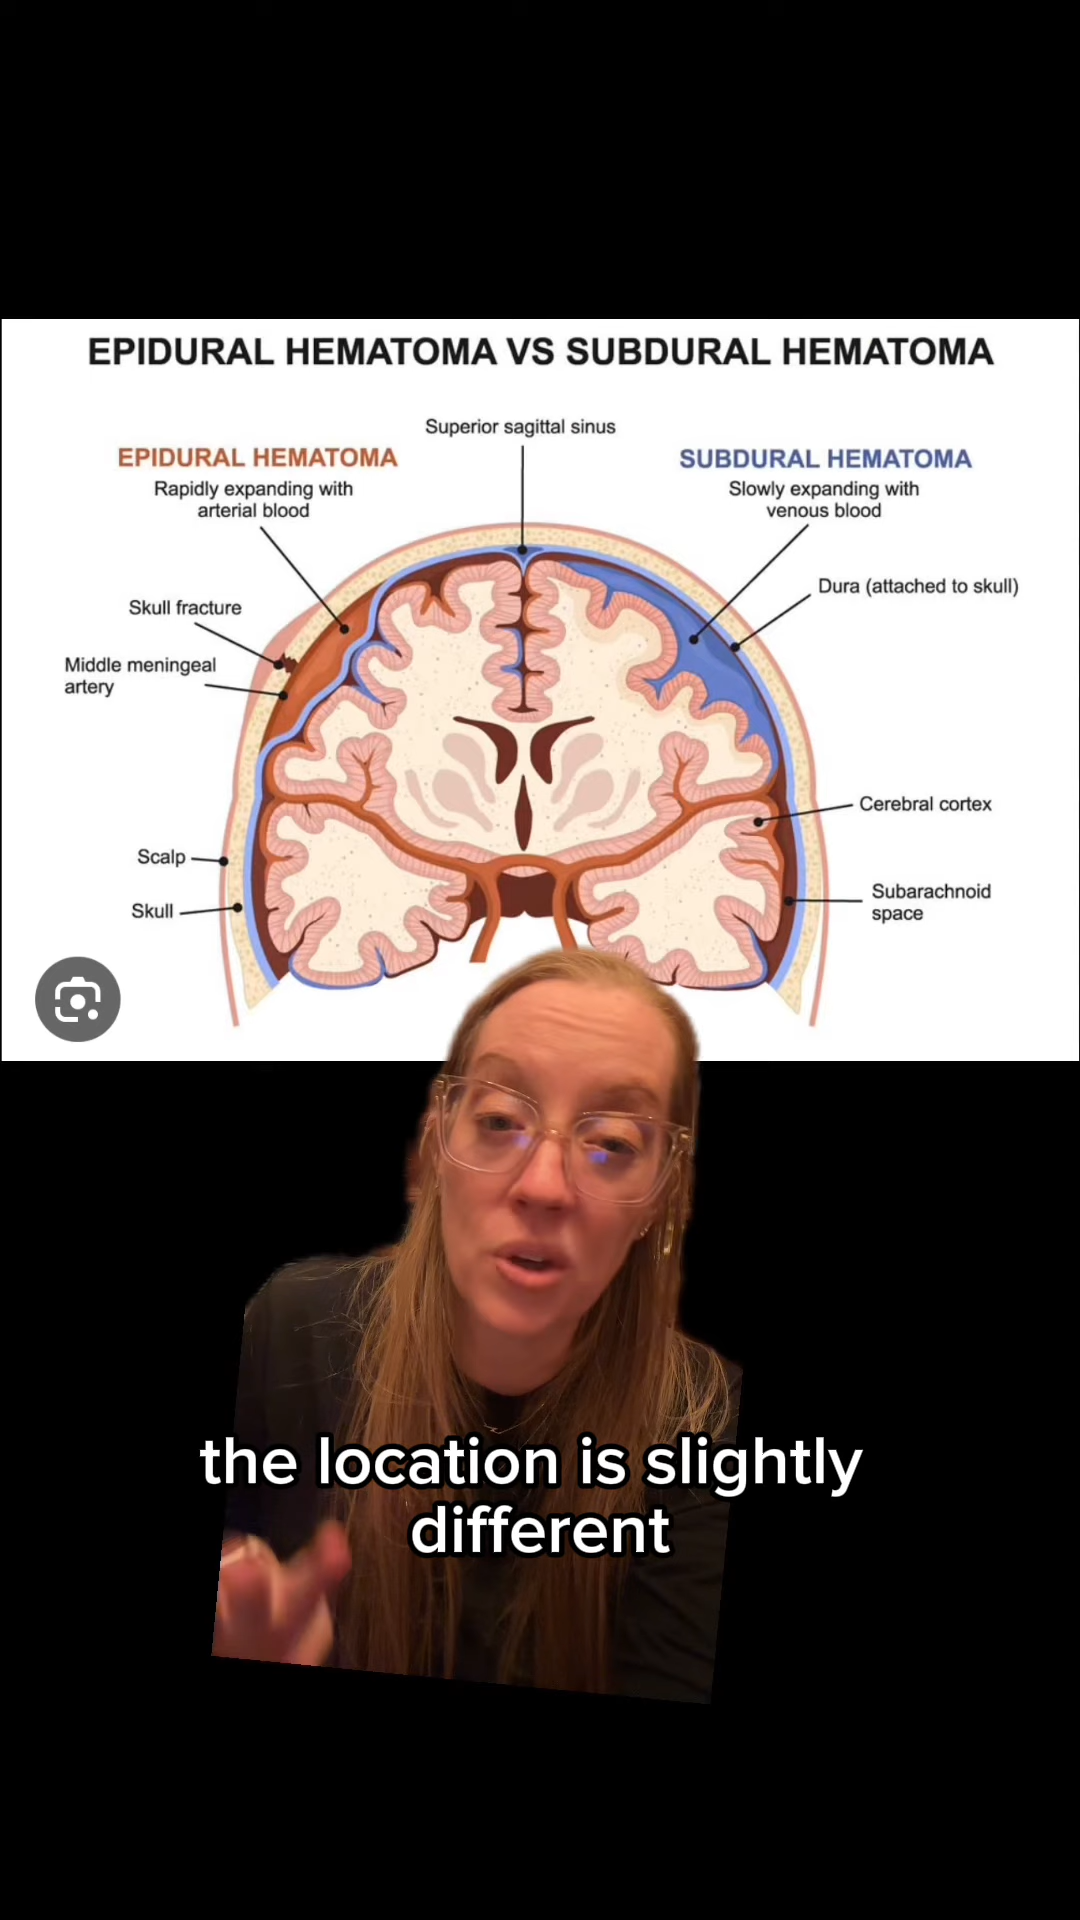 EPIDURAL HEMATOMA VS SUBDURAL HEMATOMA
Superior sagittal sinus
EPIDURAL HEMATOMA
Rapidly expanding with
arterial blood
SUBDURAL HEMATOMA
Slowly expanding with
venous blood
Dura (attached to skull)
Skull fracture
Middle meningeal
artery
Cerebral cortex
Scalp
Skull
Subarachnoid
space
the location is slightly
different